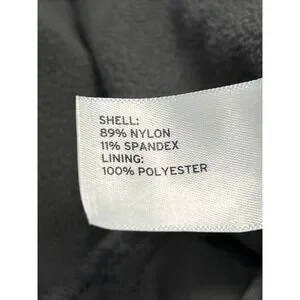 SHELL:
89% NYLON
11% SPANDEX
LINING:
100% POLYESTER